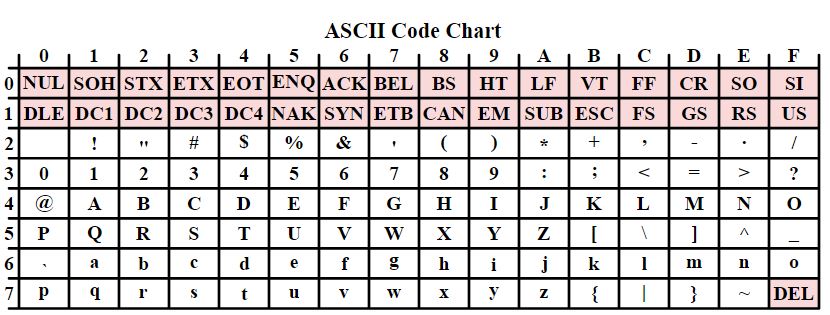 ASCII Code Chart
0 1 2 3 4 5 6 7 8 9 A B C D E F
0 NUL SOH STX ETX EOT ENQ ACK BEL BS HT LF VT FF CR SO SI
1 DLE DC1 DC2 DC3 DC4 NAK SYN ETB CAN EM SUB ESC FS GS RS US
2 ! " # $ % & ' ( ) * + , - . /
3 0 1 2 3 4 5 6 7 8 9 : ; < = > ?
4 @ A B C D E F G H I J K L M N O
5 P Q R S T U V W X Y Z [ \ ] ^ _
6 ` a b c d e f g h i j k l m n o
7 p q r s t u v w x y z { | } ~ DEL